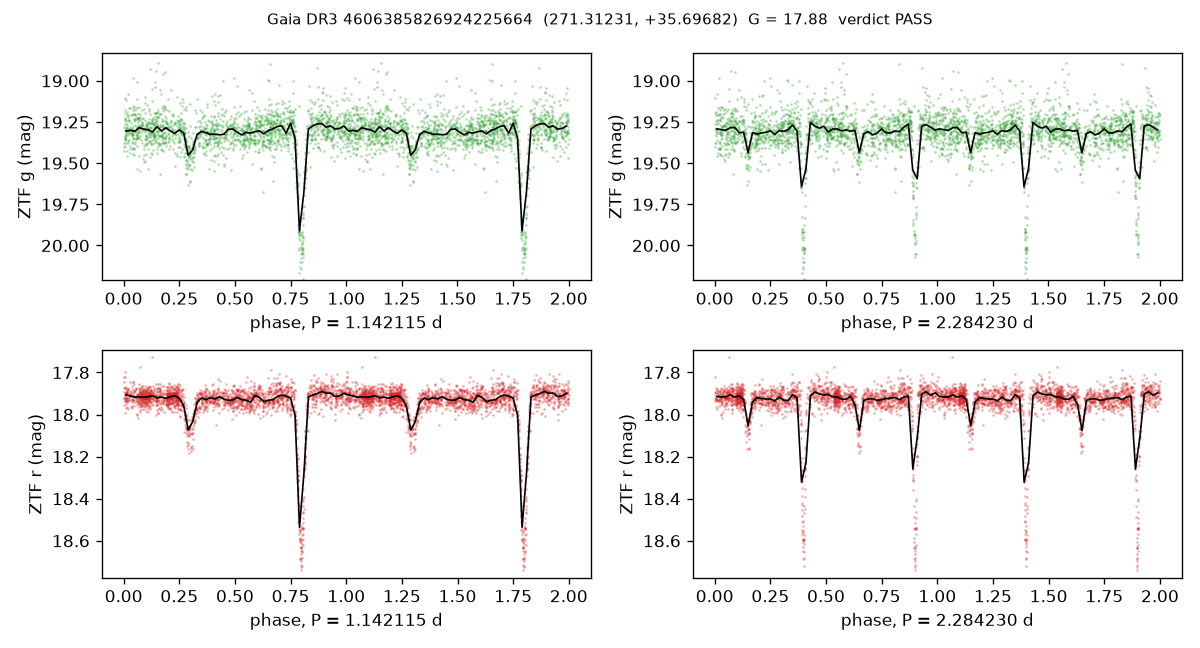 Gaia DR3 4606385826924225664 (271.31231, +35.69682) G = 17.88 verdict PASS
ZTF g (mag)
19.00
19.25
19.50
19.75
20.00
0.00 0.25 0.50 0.75 1.00 1.25 1.50 1.75 2.00
phase, P = 1.142115 d
ZTF g (mag)
19.00
19.25
19.50
19.75
20.00
0.00 0.25 0.50 0.75 1.00 1.25 1.50 1.75 2.00
phase, P = 2.284230 d
ZTF r (mag)
17.8
18.0
18.2
18.4
18.6
0.00 0.25 0.50 0.75 1.00 1.25 1.50 1.75 2.00
phase, P = 1.142115 d
ZTF r (mag)
17.8
18.0
18.2
18.4
18.6
0.00 0.25 0.50 0.75 1.00 1.25 1.50 1.75 2.00
phase, P = 2.284230 d